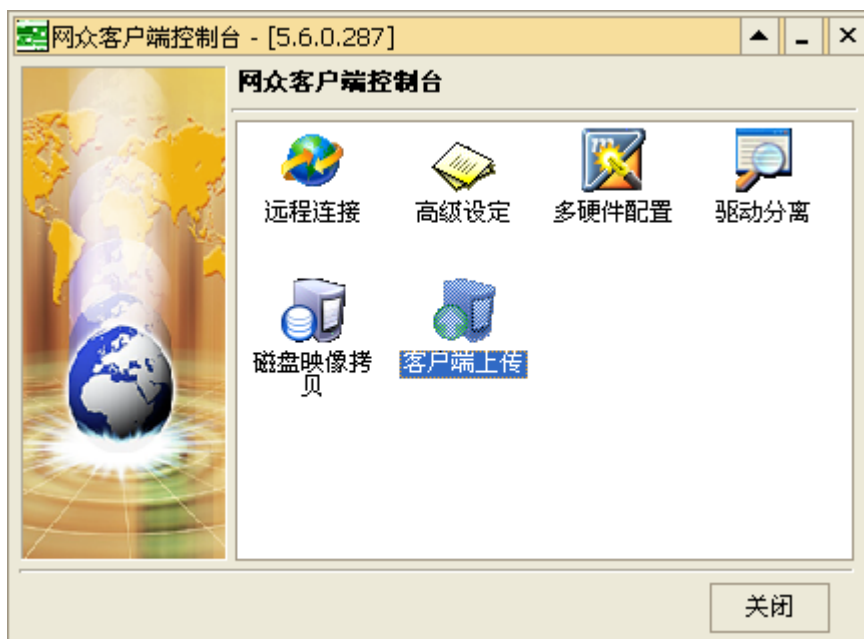 网众客户端控制台 - [5.6.0.287]
网众客户端控制台
远程连接
高级设定
多硬件配置
驱动分离
磁盘映像拷
贝
客户端上传
关闭